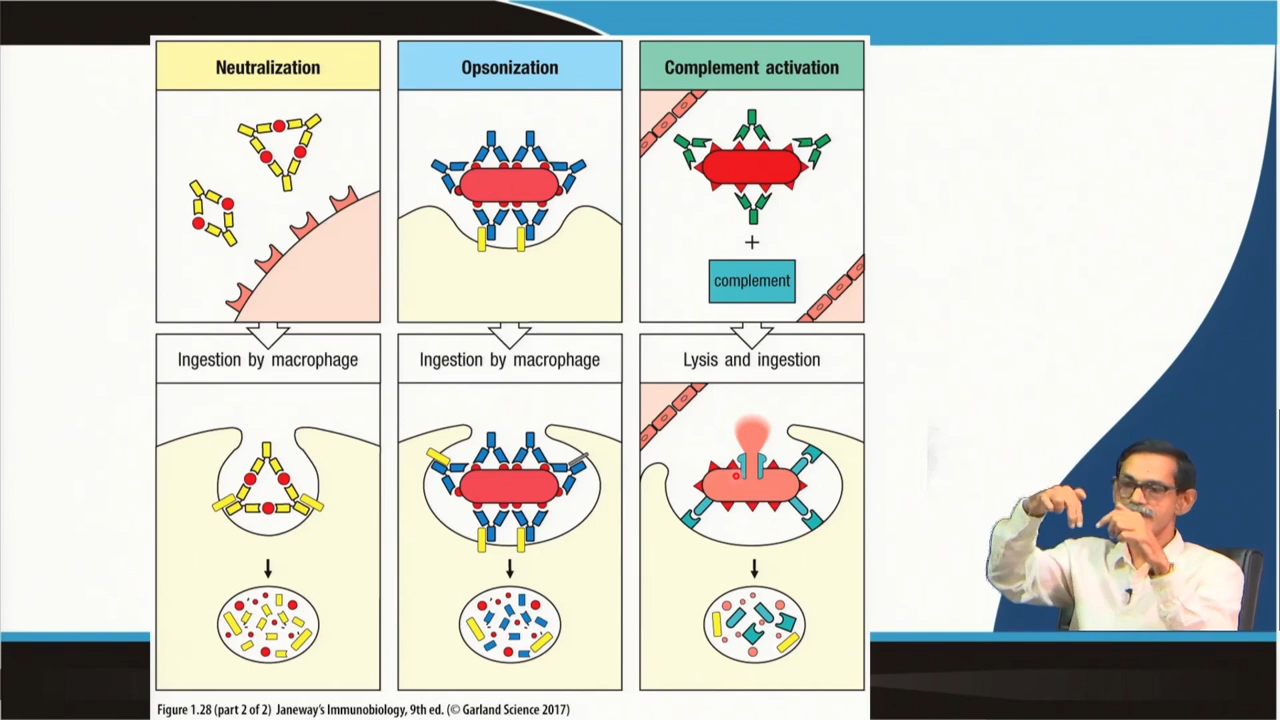 Neutralization
Opsonization
Complement activation
+
complement
Ingestion by macrophage
Ingestion by macrophage
Lysis and ingestion
Figure 1.28 (part 2 of 2) Janeway's Immunobiology, 9th ed. (© Garland Science 2017)